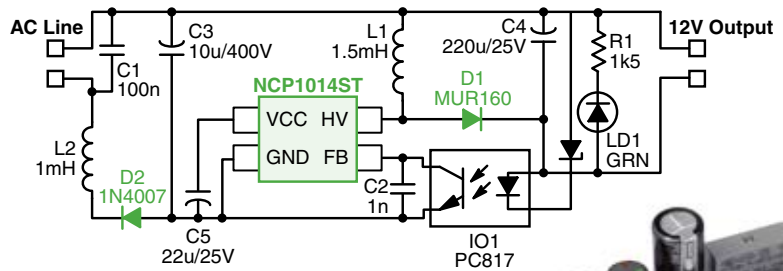 AC Line
C1
100n
C3
10u/400V
L1
1.5mH
C4
220u/25V
R1
1k5
12V Output
NCP1014ST
VCC HV
GND FB
D1
MUR160
L2
1mH
D2
1N4007
C5
22u/25V
C2
1n
IO1
PC817
LD1
GRN